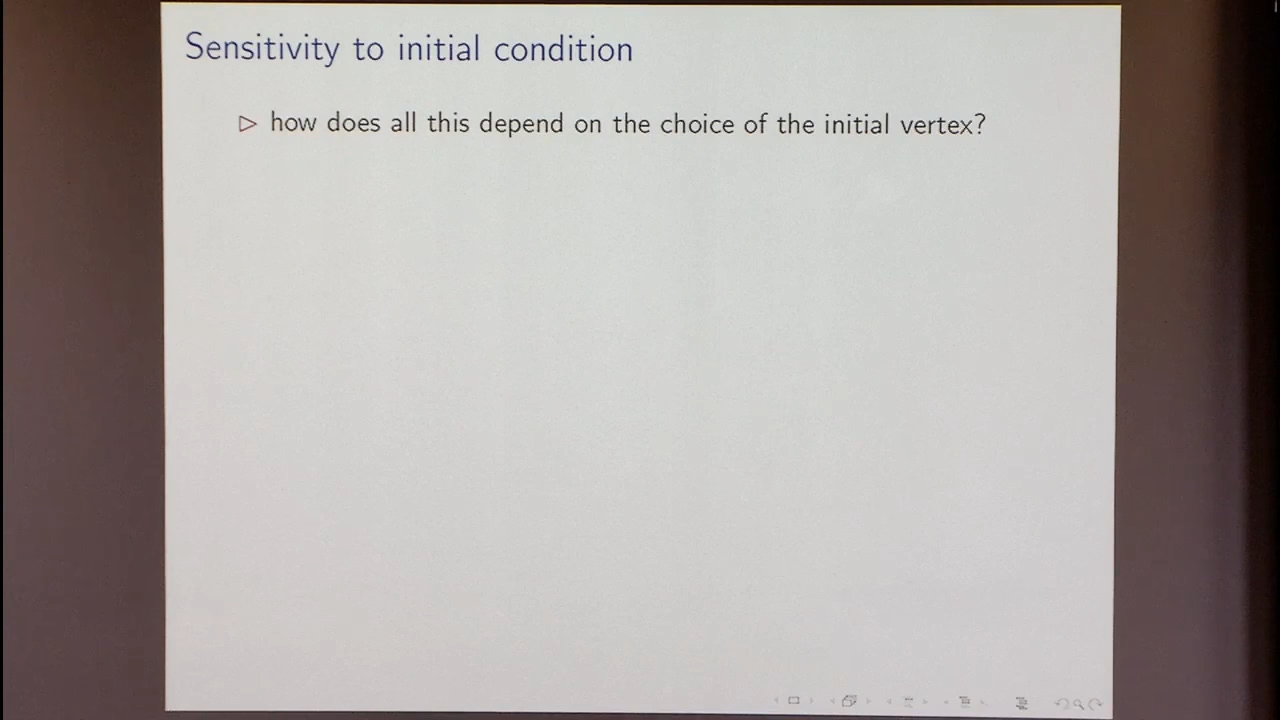 Sensitivity to initial condition
▷ how does all this depend on the choice of the initial vertex?